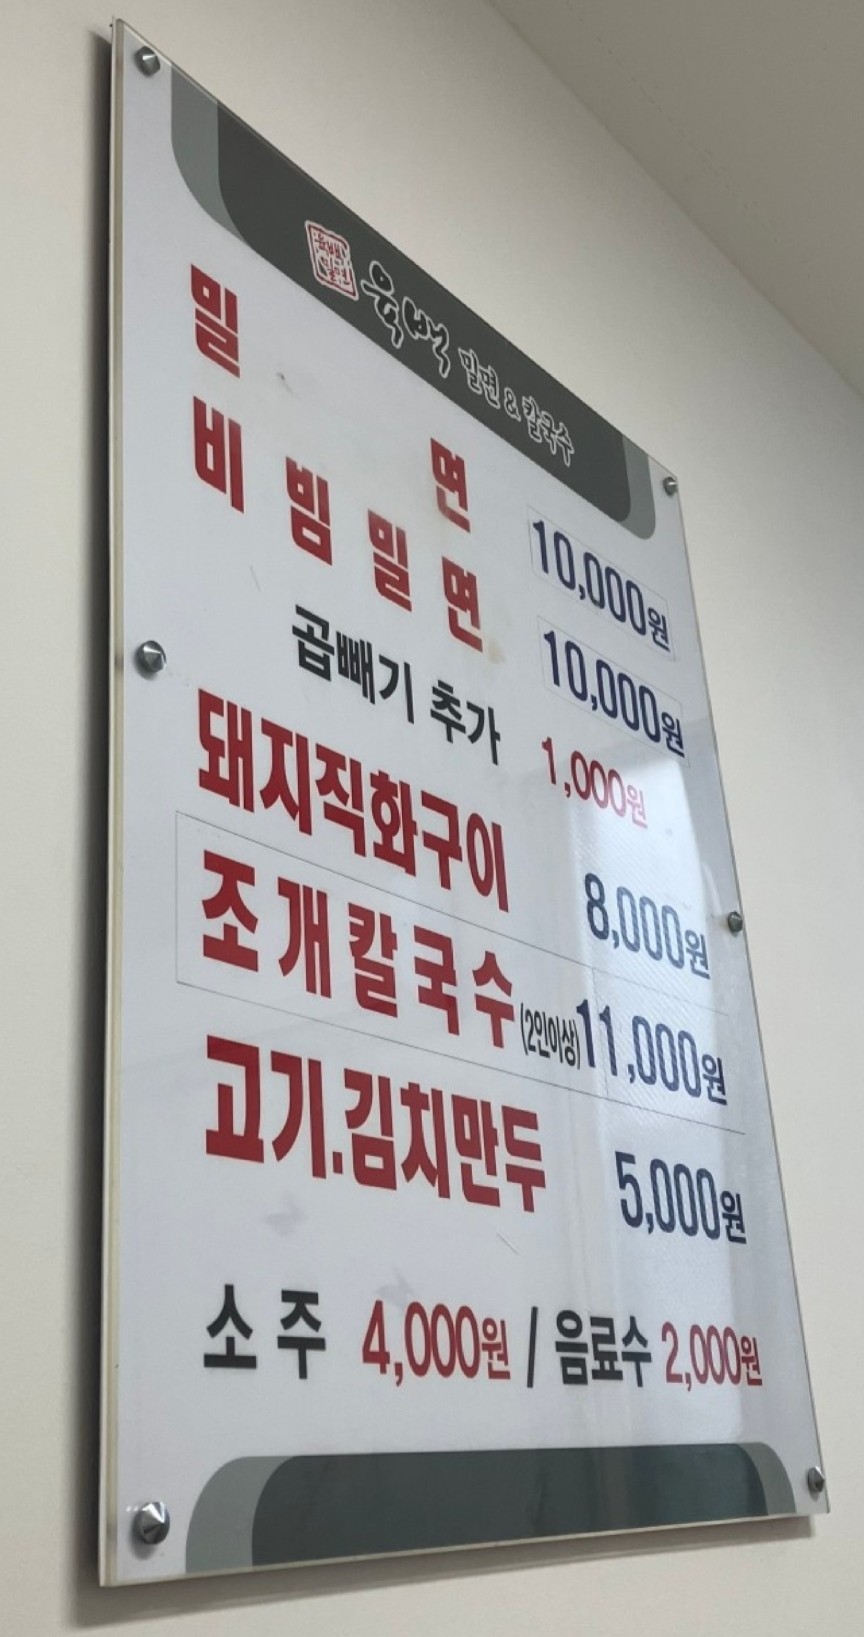 육백밀면
육백 밀면 & 칼국수
밀면 10,000원
비빔밀면 10,000원
곱빼기 추가 1,000원
돼지직화구이 8,000원
조개칼국수 (2인이상) 11,000원
고기.김치만두 5,000원
소주 4,000원 / 음료수 2,000원